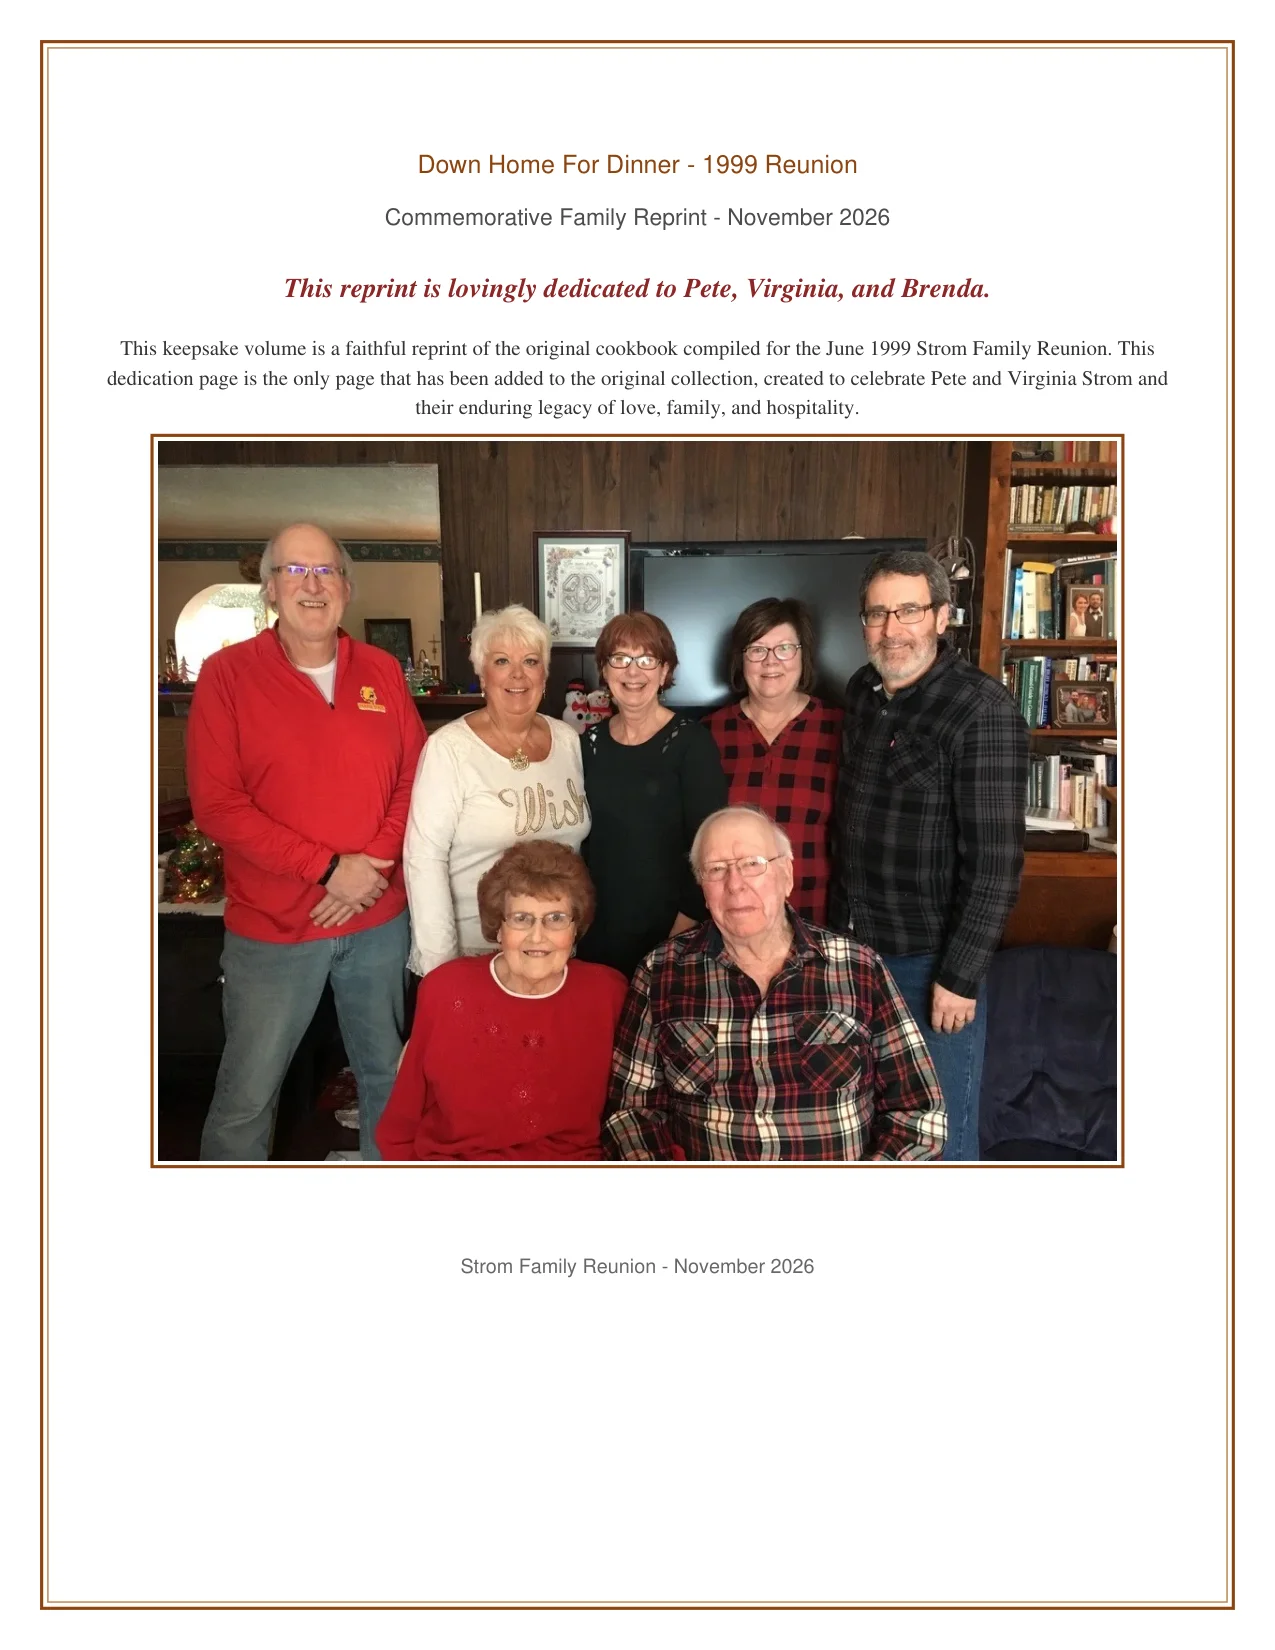 Down Home For Dinner - 1999 Reunion
Commemorative Family Reprint - November 2026
This reprint is lovingly dedicated to Pete, Virginia, and Brenda.
This keepsake volume is a faithful reprint of the original cookbook compiled for the June 1999 Strom Family Reunion. This
dedication page is the only page that has been added to the original collection, created to celebrate Pete and Virginia Strom and
their enduring legacy of love, family, and hospitality.
Wish
Strom Family Reunion - November 2026